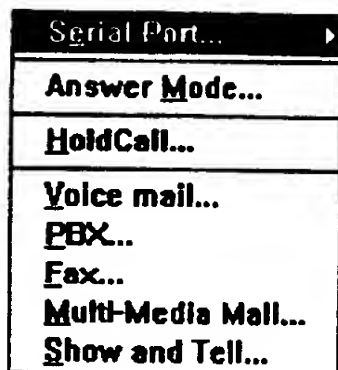 Serial Port...
Answer Mode...
HoldCall...
Voice mail...
PBX...
Fax...
Multi-Media Mail...
Show and Tell...